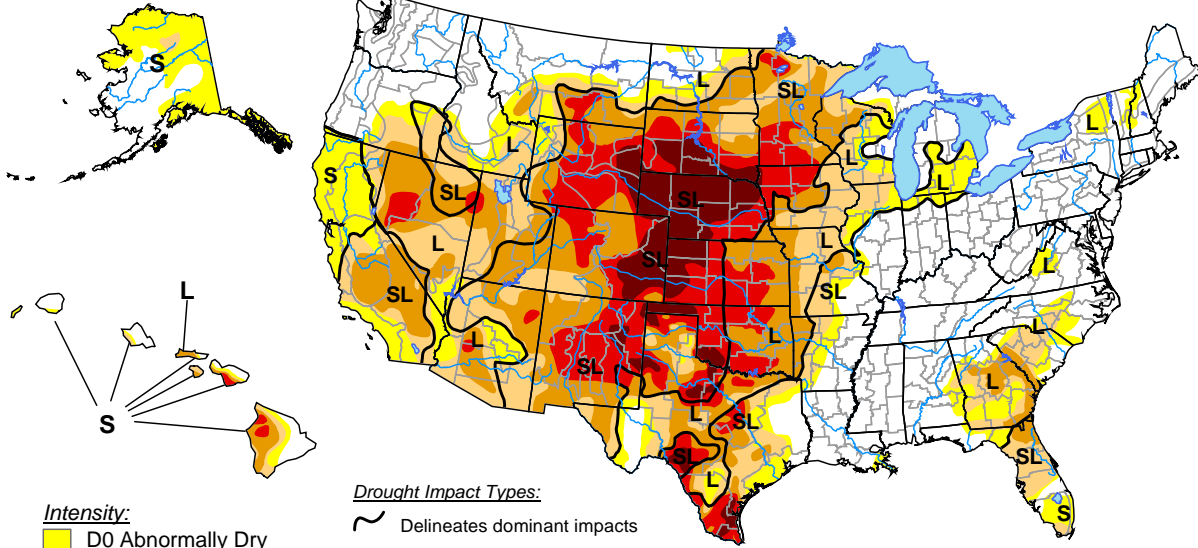 S
L
SL
L
SL
L
L
L
S
SL
SL
L
SL
L
SL
SL
L
L
L
SL
L
L
L
SL
SL
L
SL
S
L
S
Intensity:
D0 Abnormally Dry
Drought Impact Types:
Delineates dominant impacts